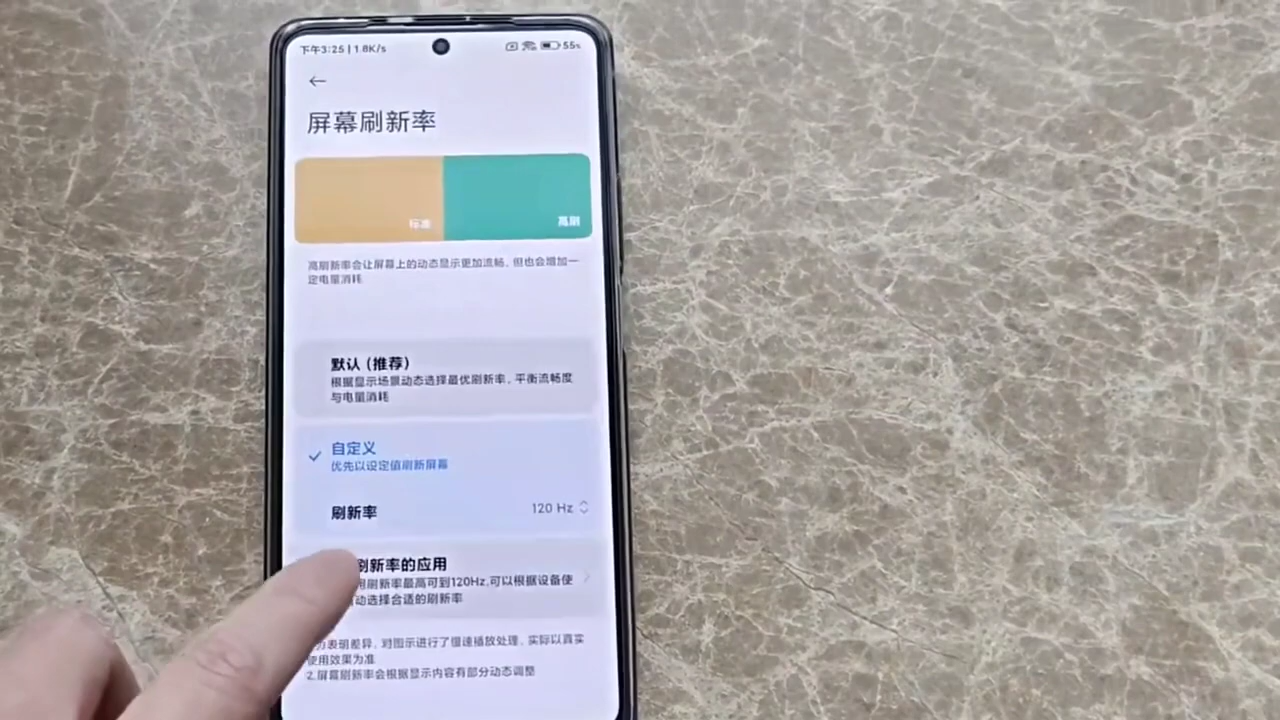 下午3:25 | 1.8K/s
55%
屏幕刷新率
标准
高刷
高刷新率会让屏幕上的动态显示更加流畅，但也会增加一
定电量消耗
默认（推荐）
根据显示场景动态选择最优刷新率，平衡流畅度
与电量消耗
自定义
优先以设定值刷新屏幕
刷新率
120 Hz
刷新率的应用
用刷新率最高可到120Hz,可以根据设备使
动选择合适的刷新率
为表明差异，对图示进行了慢速播放处理，实际以真实
使用效果为准
2.屏幕刷新率会根据显示内容有部分动态调整